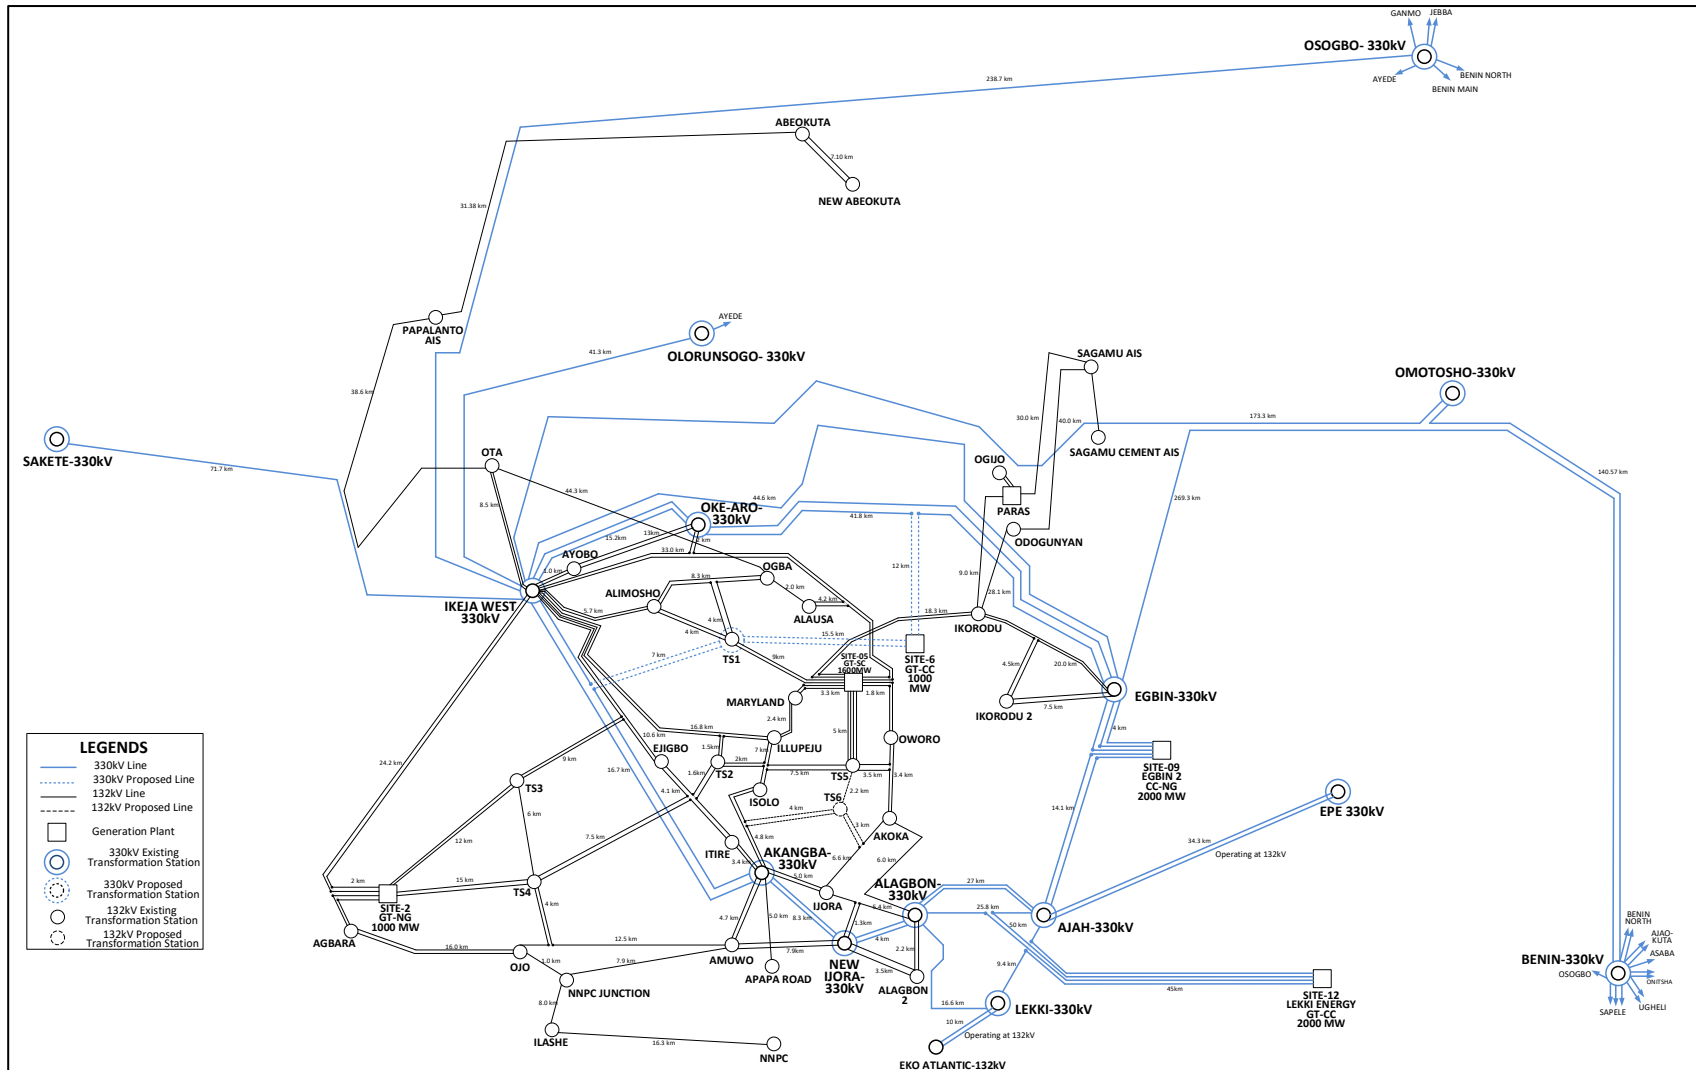 GANMO
JEBBA
OSOGBO- 330kV
AYEDE
BENIN NORTH
BENIN MAIN
238.7 km
ABEOKUTA
7.10 km
NEW ABEOKUTA
31.38 km
PAPALANTO
AIS
AYEDE
41.3 km
OLORUNSOGO- 330kV
38.6 km
SAGAMU AIS
OMOTOSHO-330kV
30.0 km
40.0 km
173.3 km
SAGAMU CEMENT AIS
SAKETE-330kV
71.7 km
OTA
44.3 km
8.5 km
44.6 km
OGIJO
PARAS
269.3 km
140.57 km
OKE-ARO-
330kV
41.8 km
ODOGUNYAN
15.2km
13km
2 km
33.0 km
AYOBO
1.0 km
12 km
9.0 km
28.1 km
IKEJA WEST
330kV
ALIMOSHO
8.3 km
OGBA
2.0 km
4.2 km
ALAUSA
5.7 km
4 km
4 km
TS1
15.5 km
18.3 km
IKORODU
7 km
9km
SITE-05
GT-SC
1600MW
SITE-6
GT-CC
1000
MW
4.5km
20.0 km
EGBIN-330kV
3.3 km
1.8 km
MARYLAND
2.4 km
IKORODU 2
7.5 km
4 km
LEGENDS
330kV Line
330kV Proposed Line
132kV Line
132kV Proposed Line
Generation Plant
330kV Existing
Transformation Station
330kV Proposed
Transformation Station
132kV Existing
Transformation Station
132kV Proposed
Transformation Station
16.8 km
10.6 km
EJIGBO
1.5km
ILLUPEJU
7 km
5 km
OWORO
SITE-09
EGBIN 2
CC-NG
2000 MW
24.2 km
9 km
16.7 km
TS2
2km
1.6km
7.5 km
TS5
3.5 km
3.4 km
TS3
4.1 km
ISOLO
2.2 km
TS6
EPE 330kV
6 km
4 km
3 km
AKOKA
14.1 km
12 km
7.5 km
ITIRE
4.8 km
34.3 km
Operating at 132kV
3.4 km
AKANGBA-
330kV
6.6 km
6.0 km
2 km
15 km
TS4
5.0 km
ALAGBON-
330kV
27 km
SITE-2
GT-NG
1000 MW
IJORA
5.4 km
25.8 km
50 km
AJAH-330kV
4 km
4.7 km
5.0 km
8.3 km
1.3km
AGBARA
16.0 km
12.5 km
OJO
1.0 km
7.9 km
AMUWO
7.9km
4 km
2.2 km
3.5km
NEW
IJORA-
330kV
APAPA ROAD
ALAGBON
2
9.4 km
45km
SITE-12
LEKKI ENERGY
GT-CC
2000 MW
NNPC JUNCTION
8.0 km
16.6 km
LEKKI-330kV
10 km
Operating at 132kV
ILASHE
16.3 km
NNPC
EKO ATLANTIC-132kV
BENIN
NORTH
AJAO-
KUTA
ASABA
BENIN-330kV
OSOGBO
ONITSHA
SAPELE
UGHELI